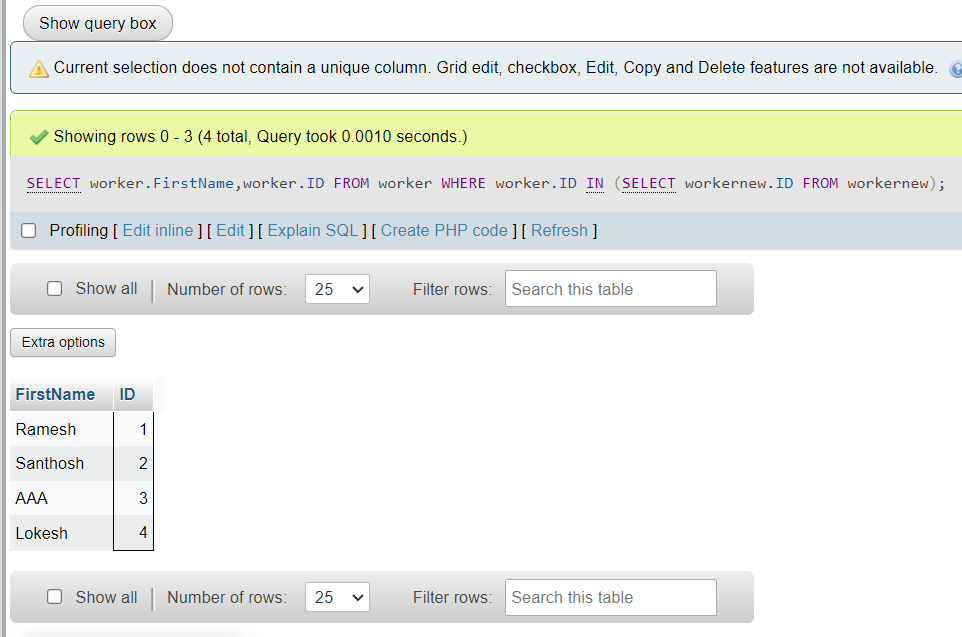 Show query box
Current selection does not contain a unique column. Grid edit, checkbox, Edit, Copy and Delete features are not available.
Showing rows 0 - 3 (4 total, Query took 0.0010 seconds.)
SELECT worker.FirstName,worker.ID FROM worker WHERE worker.ID IN (SELECT workernew.ID FROM workernew);
Profiling [ Edit inline ] [ Edit ] [ Explain SQL ] [ Create PHP code ] [ Refresh ]
Show all | Number of rows: 25 Filter rows: Search this table
Extra options
FirstName ID
Ramesh 1
Santhosh 2
AAA 3
Lokesh 4
Show all | Number of rows: 25 Filter rows: Search this table